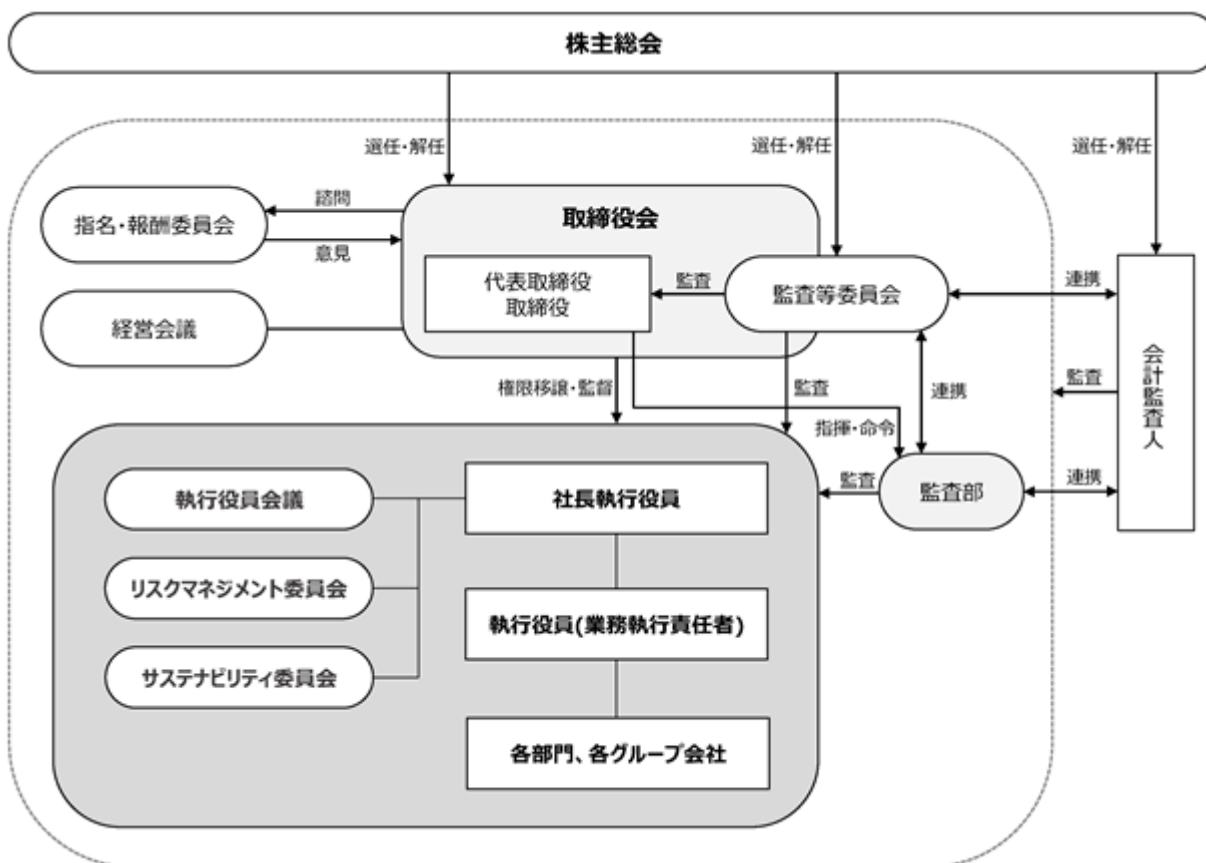 株主総会
選任・解任
選任・解任
選任・解任
諮問
指名・報酬委員会
意見
取締役会
代表取締役
取締役
監査
監査等委員会
連携
経営会議
会計監査人
権限移譲・監督
監査
連携
監査
指揮・命令
執行役員会議
社長執行役員
監査
監査部
連携
リスクマネジメント委員会
執行役員(業務執行責任者)
サステナビリティ委員会
各部門、各グループ会社